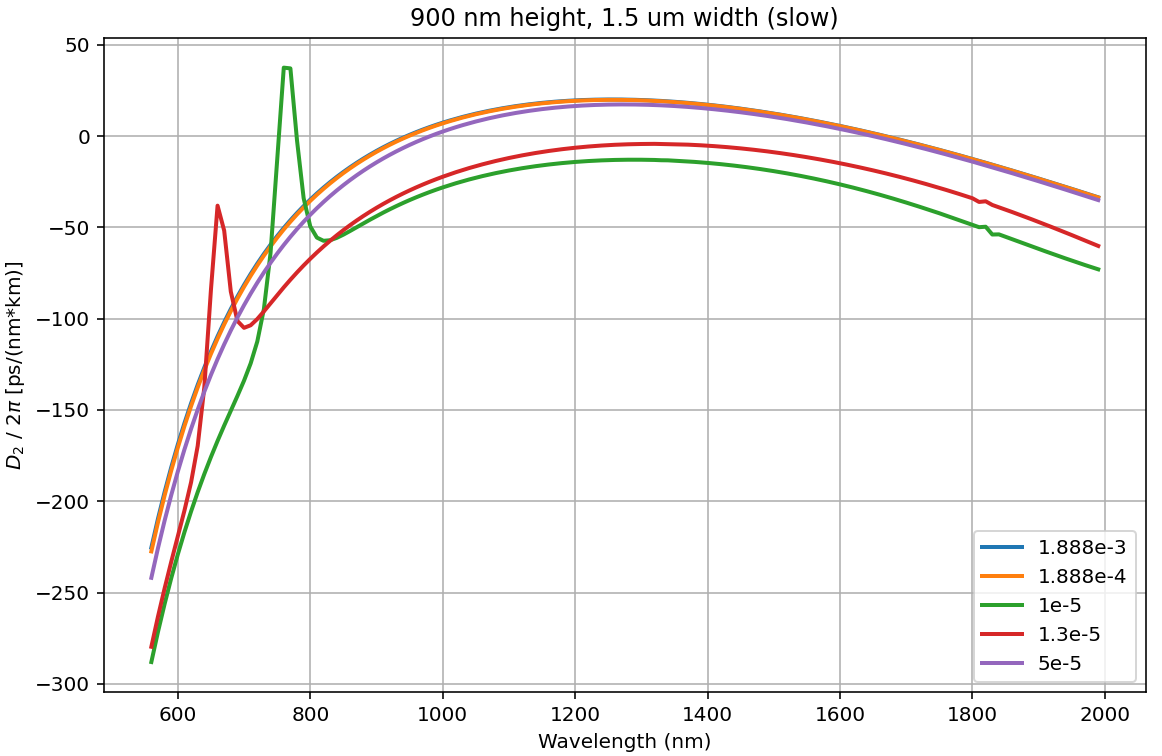 900 nm height, 1.5 um width (slow)
50
0
−50
−100
−150
−200
−250
−300
D₂ / 2π [ps/(nm*km)]
600
800
1000
1200
1400
1600
1800
2000
Wavelength (nm)
1.888e-3
1.888e-4
1e-5
1.3e-5
5e-5